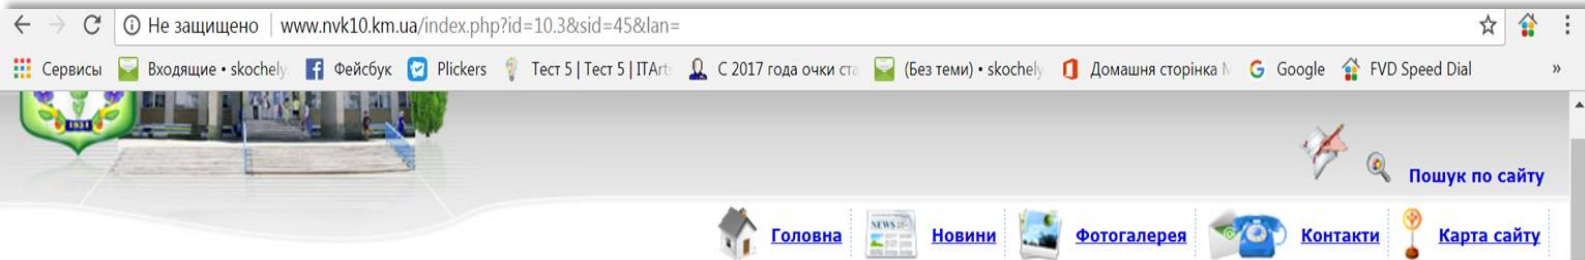 Не защищено www.nvk10.km.ua/index.php?id=10.3&sid=45&lan=
Сервисы Входящие • skochely Фейсбук Plickers Тест 5 | Тест 5 | ITArt С 2017 года очки ста (Без теми) • skochely Домашня сторінка Google FVD Speed Dial »
1931
Пошук по сайту
NEWS
Головна Новини Фотогалерея Контакти Карта сайту